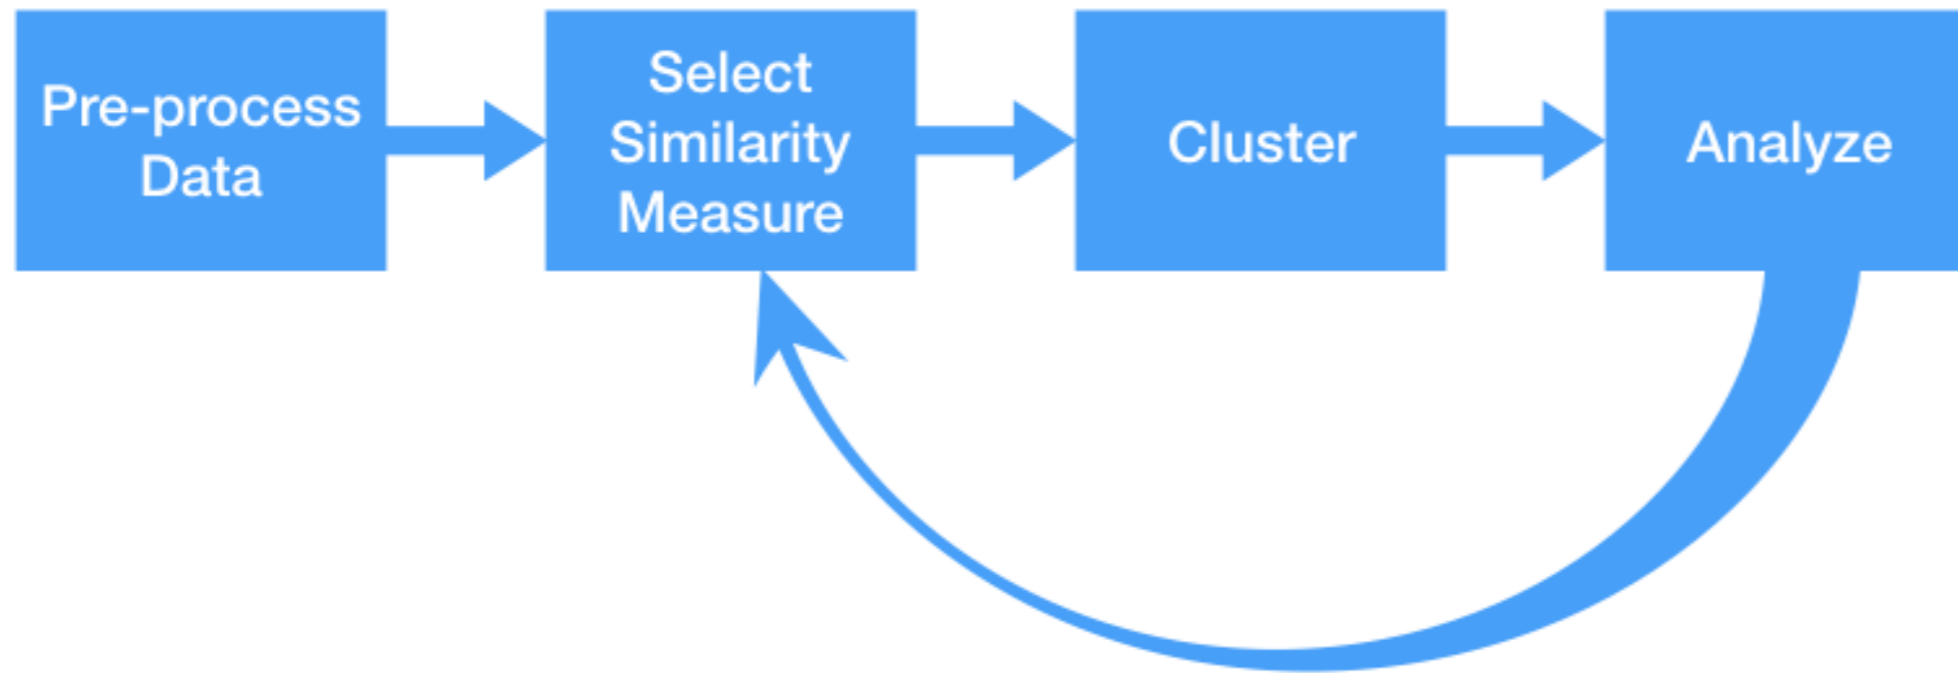 Pre-process
Data
Select
Similarity
Measure
Cluster
Analyze